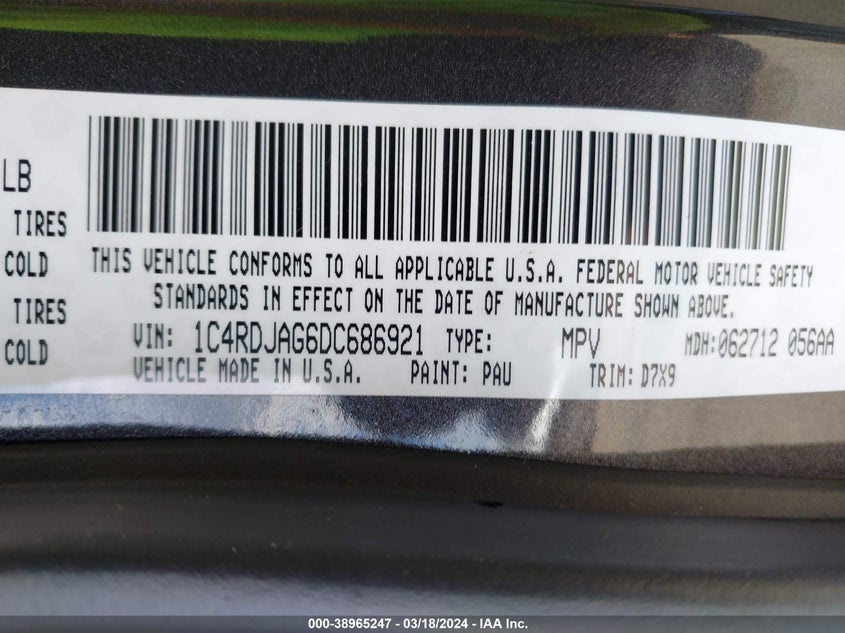 LB
TIRES
COLD
TIRES
COLD
THIS VEHICLE CONFORMS TO ALL APPLICABLE U.S.A. FEDERAL MOTOR VEHICLE SAFETY
STANDARDS IN EFFECT ON THE DATE OF MANUFACTURE SHOWN ABOVE.
VIN: 1C4RDJAG6DC686921 TYPE: MPV MDH:062712 056AA
VEHICLE MADE IN U.S.A. PAINT: PAU TRIM: D7X9
000-38965247 - 03/18/2024 - IAA Inc.